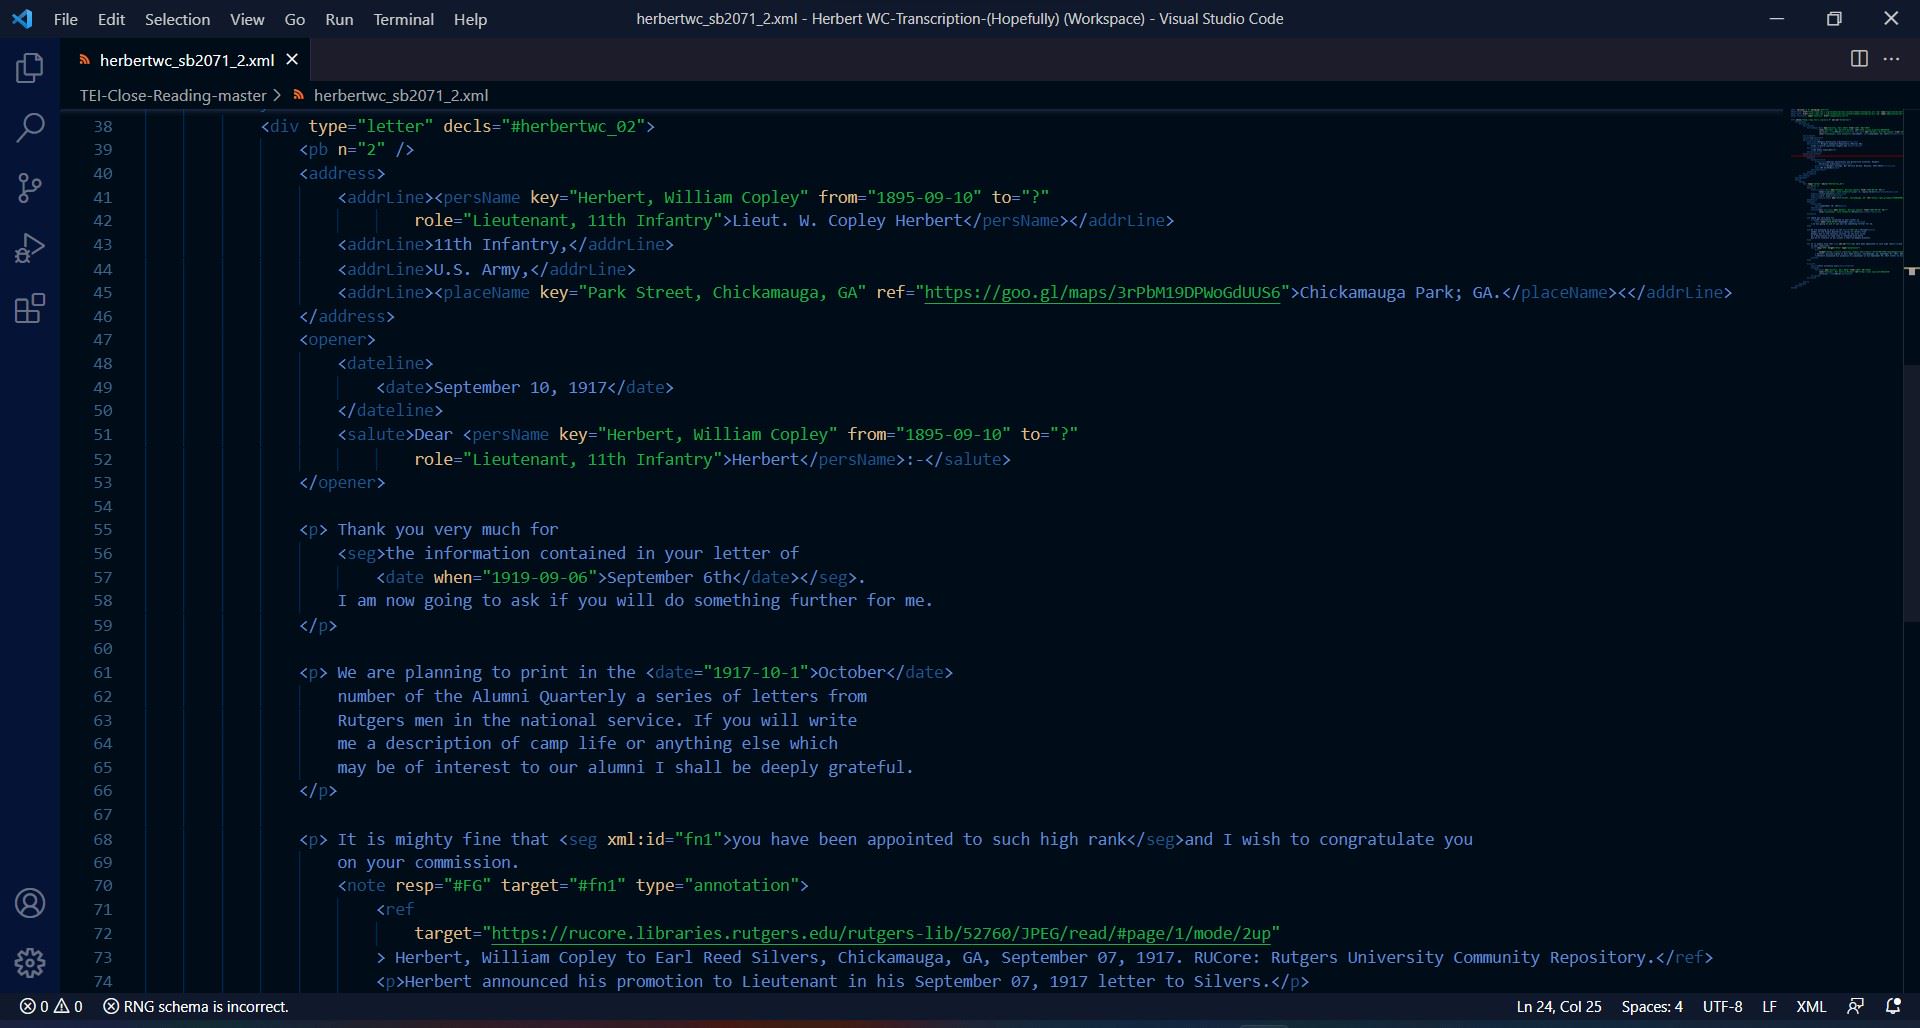 File Edit Selection View Go Run Terminal Help herbertwc_sb2071_2.xml - Herbert WC-Transcription-(Hopefully) (Workspace) - Visual Studio Code
herbertwc_sb2071_2.xml
TEI-Close-Reading-master > herbertwc_sb2071_2.xml
38 <div type="letter" decls="#herbertwc_02">
39 <pb n="2" />
40 <address>
41 <addrLine><persName key="Herbert, William Copley" from="1895-09-10" to="?"
42 role="Lieutenant, 11th Infantry">Lieut. W. Copley Herbert</persName></addrLine>
43 <addrLine>11th Infantry,</addrLine>
44 <addrLine>U.S. Army,</addrLine>
45 <addrLine><placeName key="Park Street, Chickamauga, GA" ref="https://goo.gl/maps/3rPbM19DPWoGdUUS6">Chickamauga Park; GA.</placeName><</addrLine>
46 </address>
47 <opener>
48 <dateline>
49 <date>September 10, 1917</date>
50 </dateline>
51 <salute>Dear <persName key="Herbert, William Copley" from="1895-09-10" to="?"
52 role="Lieutenant, 11th Infantry">Herbert</persName>:-</salute>
53 </opener>
54
55 <p> Thank you very much for
56 <seg>the information contained in your letter of
57 <date when="1919-09-06">September 6th</date></seg>.
58 I am now going to ask if you will do something further for me.
59 </p>
60
61 <p> We are planning to print in the <date="1917-10-1">October</date>
62 number of the Alumni Quarterly a series of letters from
63 Rutgers men in the national service. If you will write
64 me a description of camp life or anything else which
65 may be of interest to our alumni I shall be deeply grateful.
66 </p>
67
68 <p> It is mighty fine that <seg xml:id="fn1">you have been appointed to such high rank</seg>and I wish to congratulate you
69 on your commission.
70 <note resp="#FG" target="#fn1" type="annotation">
71 <ref
72 target="https://rucore.libraries.rutgers.edu/rutgers-lib/52760/JPEG/read/#page/1/mode/2up"
73 > Herbert, William Copley to Earl Reed Silvers, Chickamauga, GA, September 07, 1917. RUCore: Rutgers University Community Repository.</ref>
74 <p>Herbert announced his promotion to Lieutenant in his September 07, 1917 letter to Silvers.</p>
0 0 RNG schema is incorrect. Ln 24, Col 25 Spaces: 4 UTF-8 LF XML